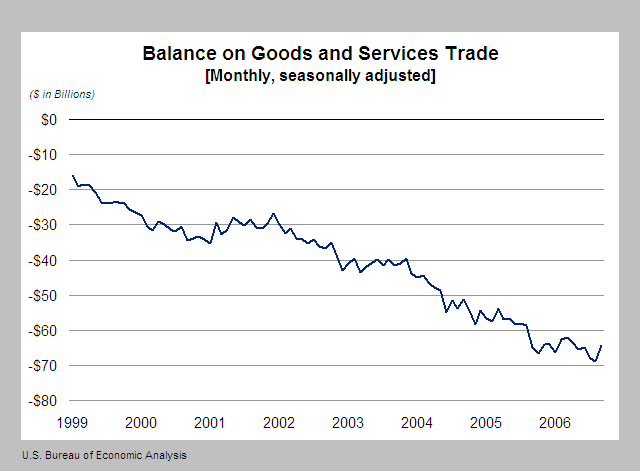 Balance on Goods and Services Trade
[Monthly, seasonally adjusted]
($ in Billions)
$0
-$10
-$20
-$30
-$40
-$50
-$60
-$70
-$80
1999 2000 2001 2002 2003 2004 2005 2006
U.S. Bureau of Economic Analysis